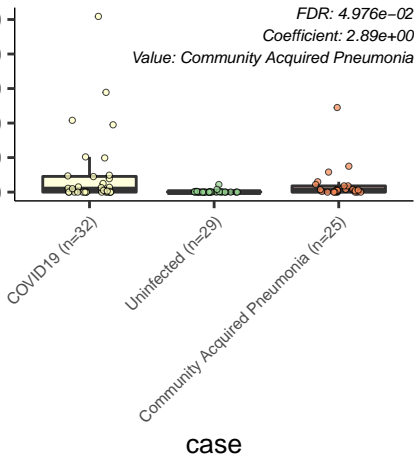 FDR: 4.976e−02
Coefficient: 2.89e+00
Value: Community Acquired Pneumonia
COVID19 (n=32)
Uninfected (n=29)
Community Acquired Pneumonia (n=25)
case